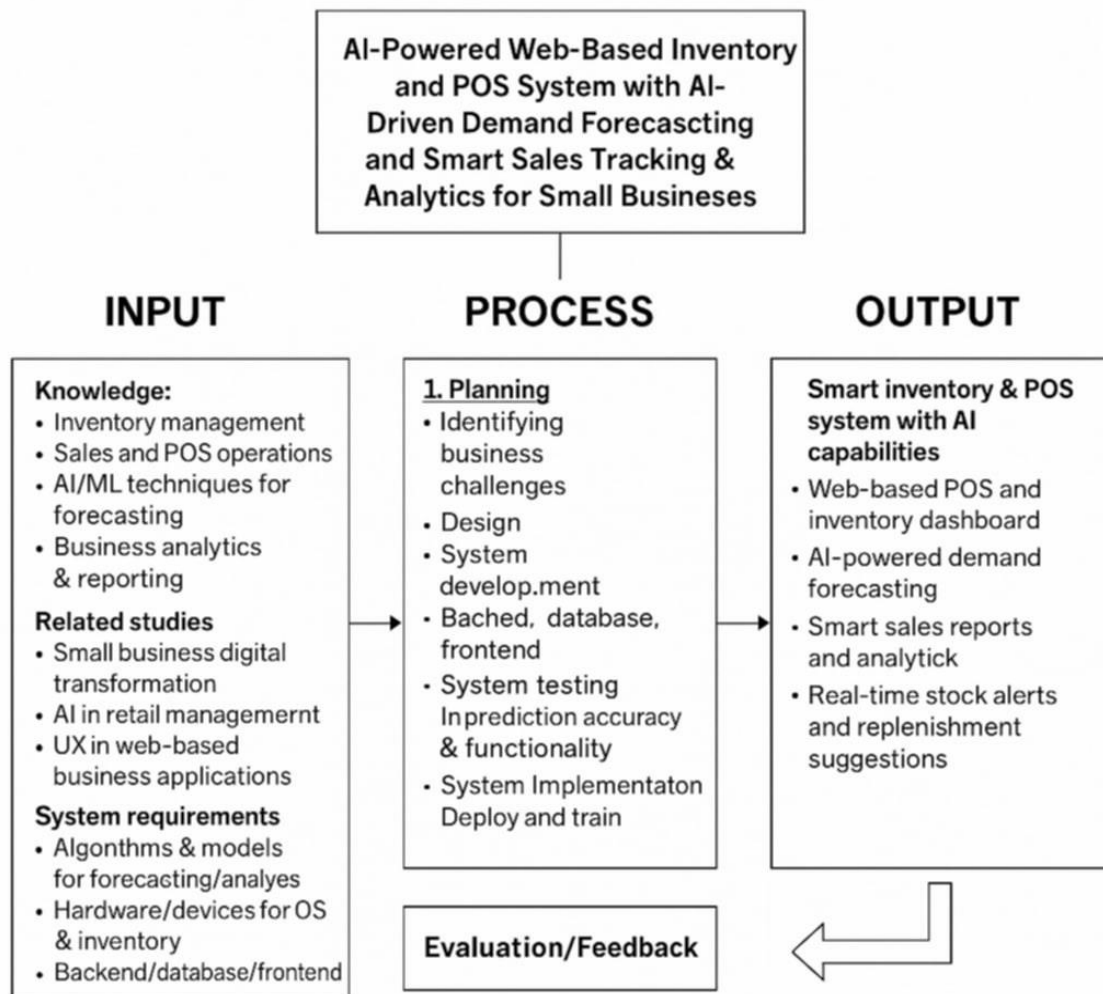 AI-Powered Web-Based Inventory
and POS System with AI-
Driven Demand Forecascting
and Smart Sales Tracking &
Analytics for Small Busineses
INPUT
Knowledge:
• Inventory management
• Sales and POS operations
• AI/ML techniques for
forecasting
• Business analytics
& reporting
Related studies
• Small business digital
transformation
• AI in retail managemernt
• UX in web-based
business applications
System requirements
• Algonthms & models
for forecasting/analyes
• Hardware/devices for OS
& inventory
• Backend/database/frontend
PROCESS
1. Planning
• Identifying
business
challenges
• Design
• System
develop.ment
• Bached, database,
frontend
• System testing
Inprediction accuracy
& functionality
• System Implementaton
Deploy and train
OUTPUT
Smart inventory & POS
system with AI
capabilities
• Web-based POS and
inventory dashboard
• AI-powered demand
forecasting
• Smart sales reports
and analytick
• Real-time stock alerts
and replenishment
suggestions
Evaluation/Feedback